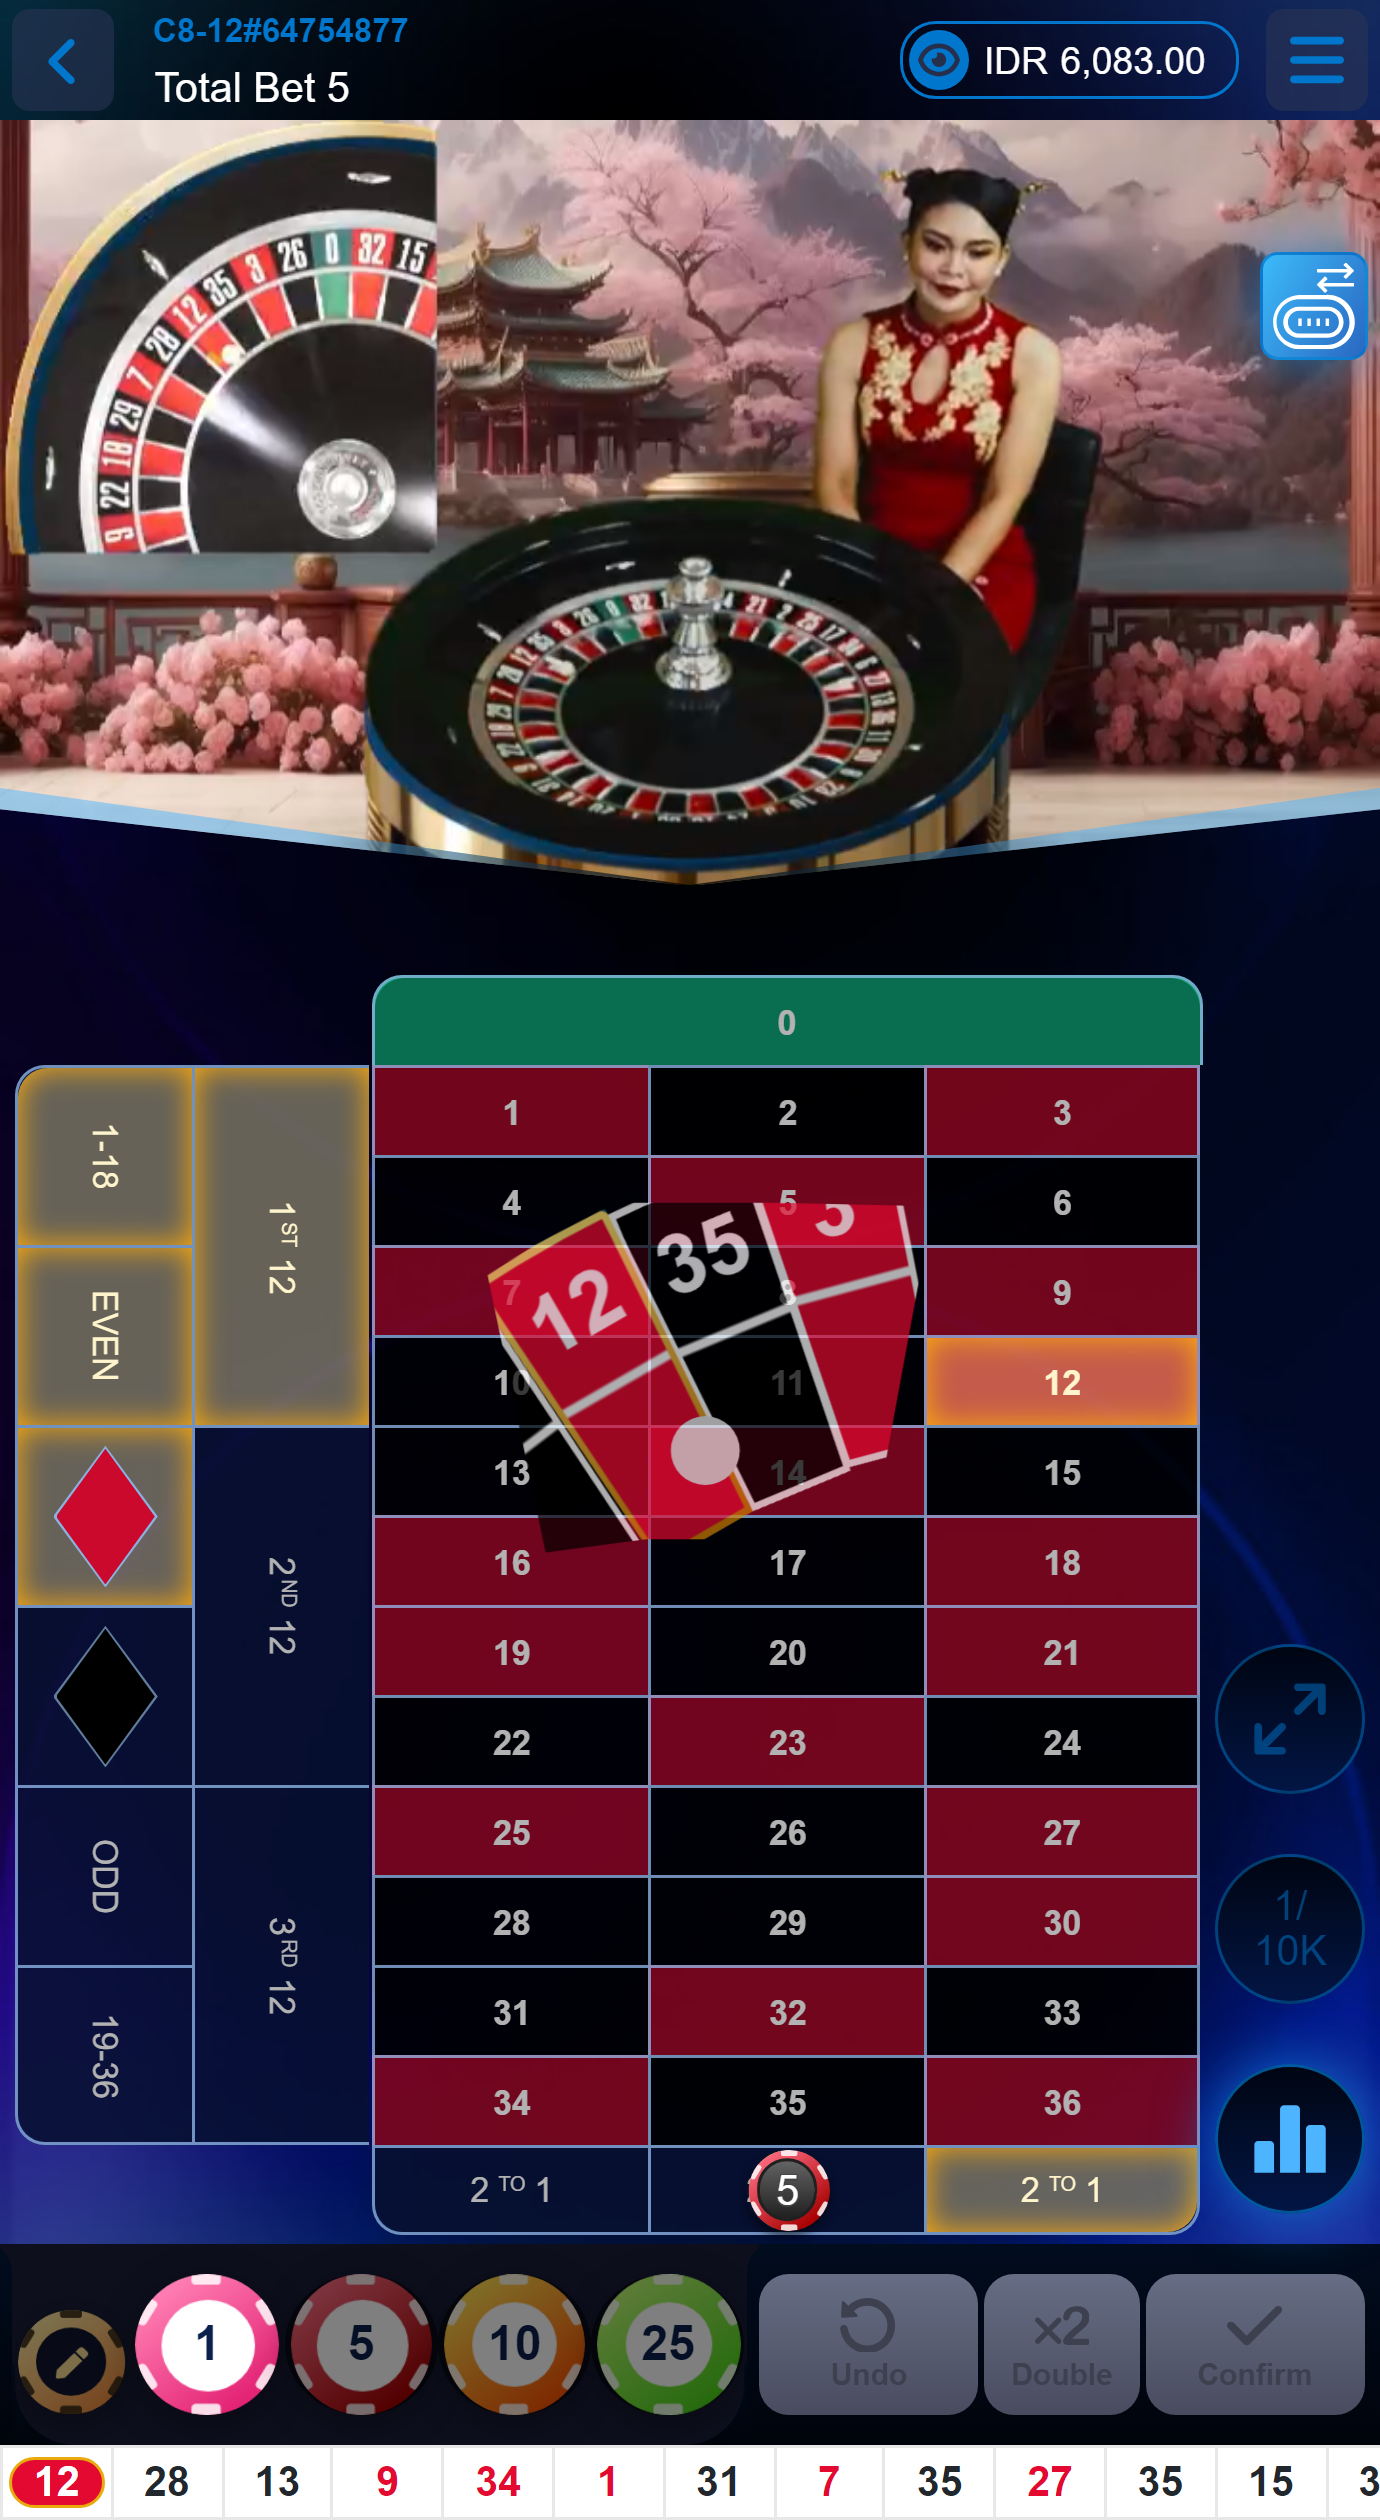 C8-12#64754877
Total Bet 5
IDR 6,083.00
9 22 18 29 7 28 12 35 3 26 0 32 15
0
1 2 3
4 5 6
7 8 9
10 11 12
13 14 15
16 17 18
19 20 21
22 23 24
25 26 27
28 29 30
31 32 33
34 35 36
2 TO 1 5 2 TO 1
12 35 3
1-18
EVEN
ODD
19-36
1ST 12
2ND 12
3RD 12
1/
10K
1 5 10 25
Undo
x2
Double
Confirm
12 28 13 9 34 1 31 7 35 27 35 15